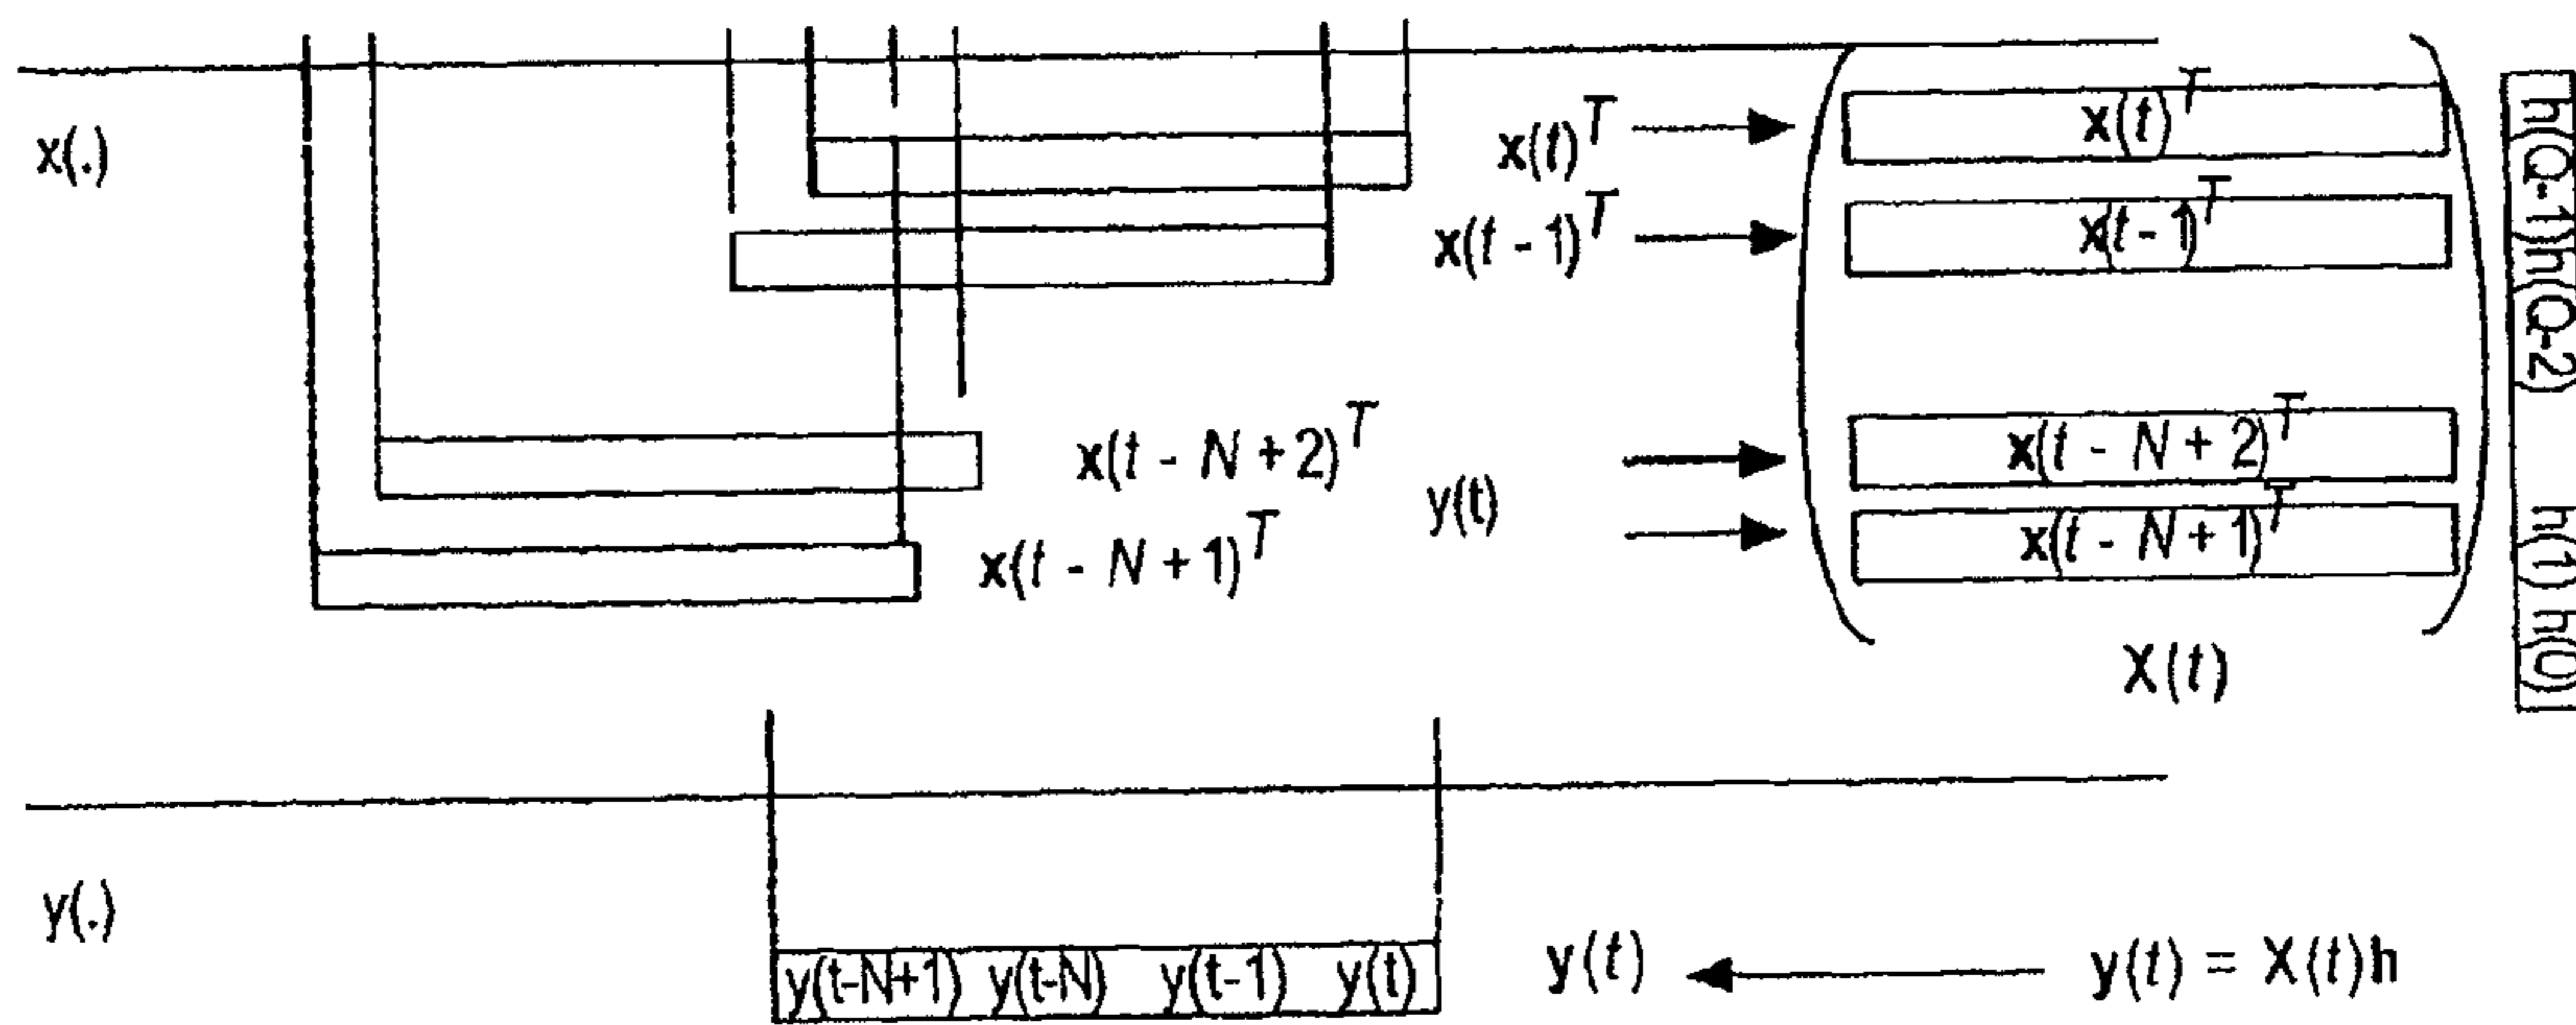 x(.)
x(t)^T
x(t)^T
x(t - 1)^T
x(t - 1)^T
x(t - N + 2)^T
x(t - N + 2)^T
y(t)
x(t - N + 1)^T
x(t - N + 1)^T
X(t)
h(Q-1)h(Q-2) h(1) h(0)
y(.)
y(t-N+1) y(t-N) y(t-1) y(t)
y(t)
y(t) = X(t)h